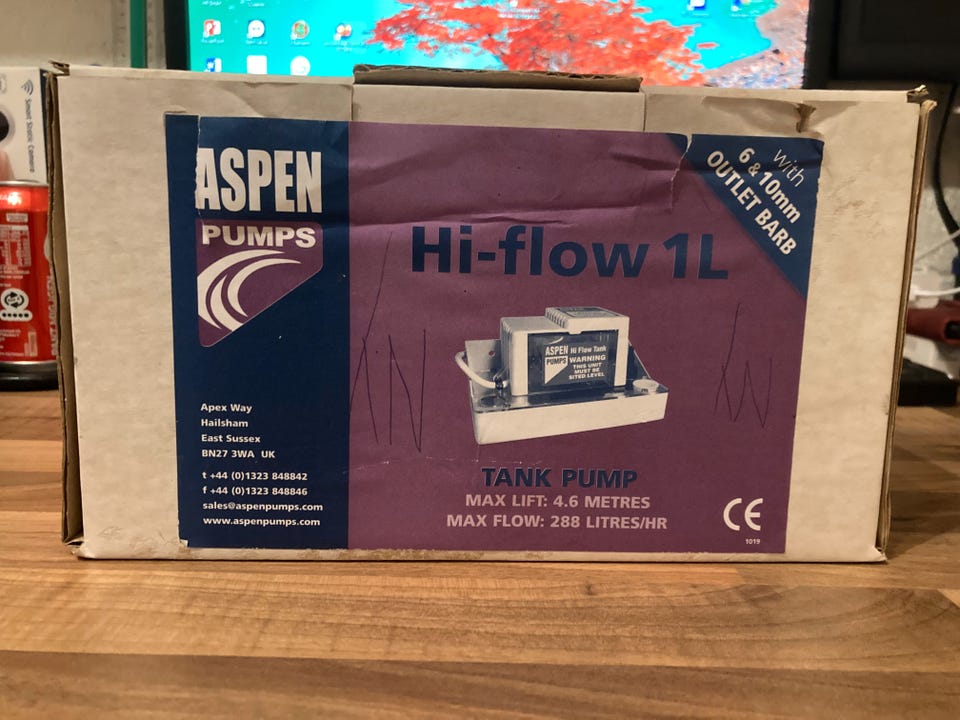 ASPEN
PUMPS
with
6 & 10mm
OUTLET BARB
Hi-flow 1L
ASPEN
PUMPS
Hi Flow Tank
WARNING
THIS UNIT
MUST BE
SITED LEVEL
Apex Way
Hailsham
East Sussex
BN27 3WA UK
t +44 (0)1323 848842
f +44 (0)1323 848846
sales@aspenpumps.com
www.aspenpumps.com
TANK PUMP
MAX LIFT: 4.6 METRES
MAX FLOW: 288 LITRES/HR
CE
1019
Smart Static Camera